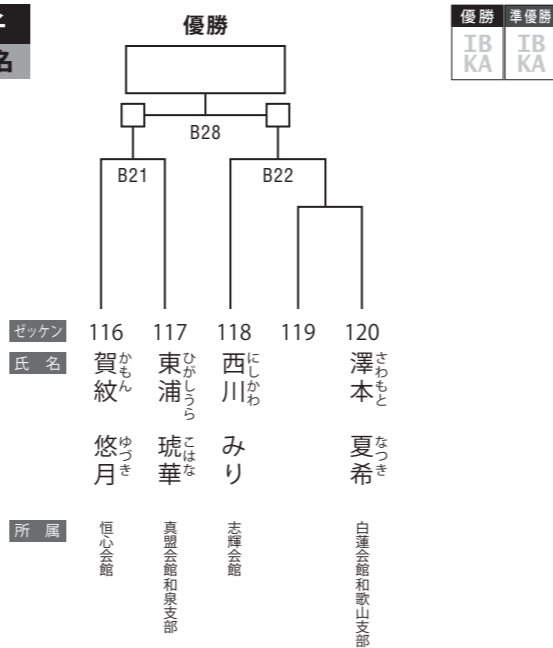 子
名
優勝
優勝 準優勝
IB KA IB KA
B28
B21 B22
ゼッケン 116 117 118 119 120
氏名
賀紋 悠月 かもん ゆづき
東浦 琥華 ひがしうら こはな
西川 みり にしかわ
澤本 夏希 さわもと なつき
所属
恒心会館
真盟会館和泉支部
志輝会館
白蓮会館和歌山支部